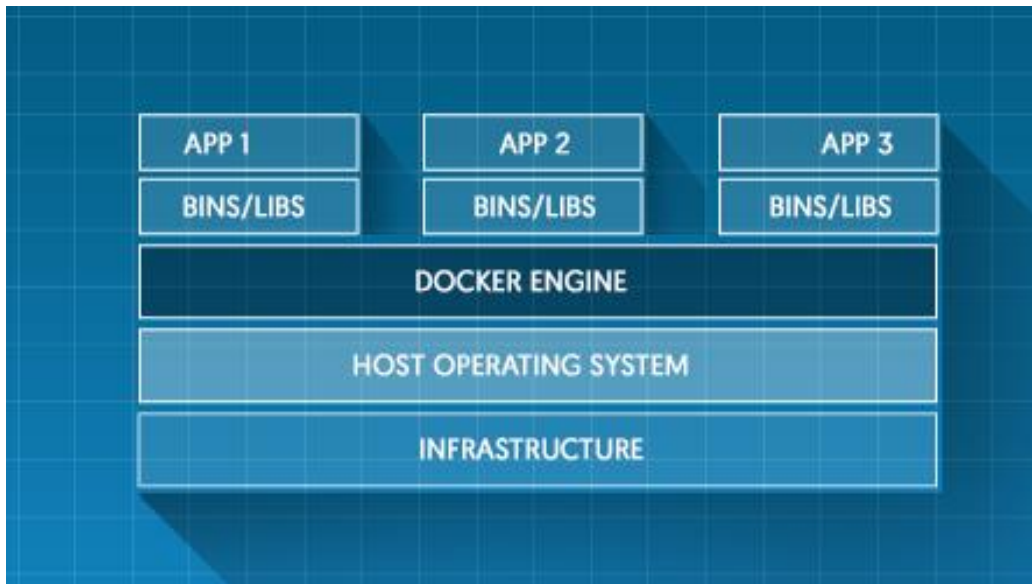 APP 1 APP 2 APP 3
BINS/LIBS BINS/LIBS BINS/LIBS
DOCKER ENGINE
HOST OPERATING SYSTEM
INFRASTRUCTURE